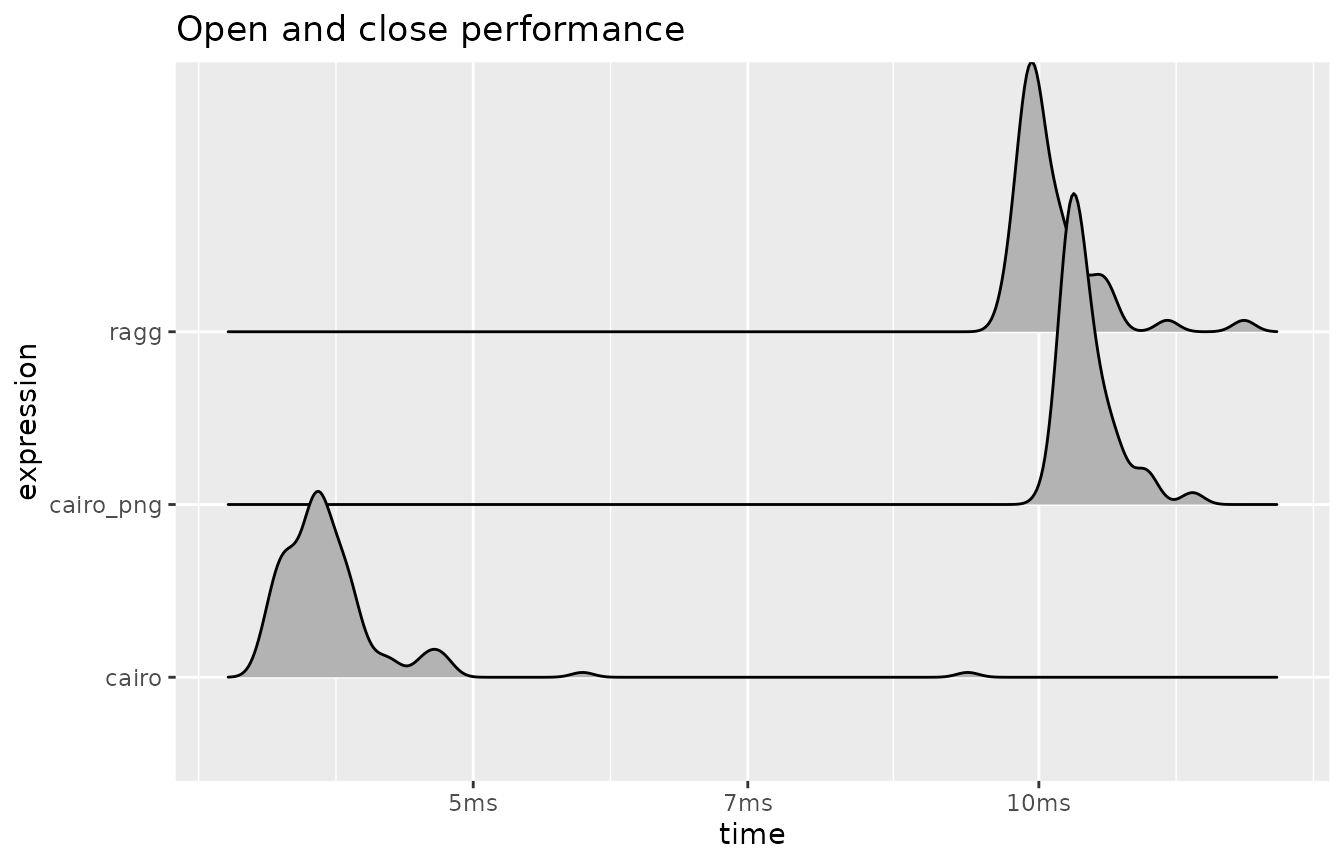 Open and close performance
ragg
cairo_png
cairo
expression
5ms
7ms
10ms
time